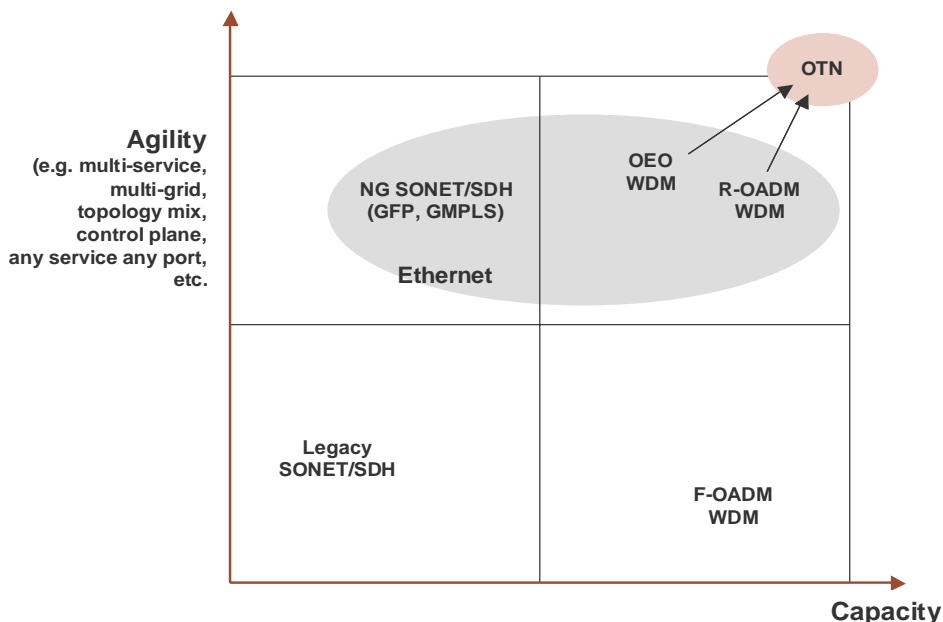 OTN
Agility
(e.g. multi-service,
multi-grid,
topology mix,
control plane,
any service any port,
etc.
NG SONET/SDH
(GFP, GMPLS)
OEO
WDM
R-OADM
WDM
Ethernet
Legacy
SONET/SDH
F-OADM
WDM
Capacity